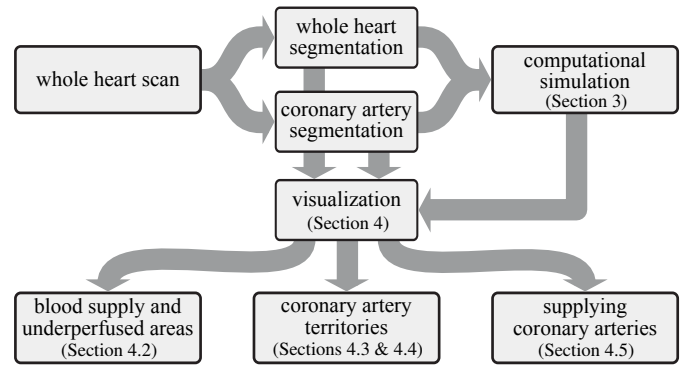 whole heart scan
whole heart
segmentation
coronary artery
segmentation
computational
simulation
(Section 3)
visualization
(Section 4)
blood supply and
underperfused areas
(Section 4.2)
coronary artery
territories
(Sections 4.3 & 4.4)
supplying
coronary arteries
(Section 4.5)